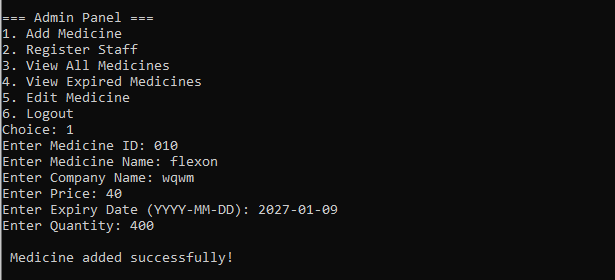 === Admin Panel ===
1. Add Medicine
2. Register Staff
3. View All Medicines
4. View Expired Medicines
5. Edit Medicine
6. Logout
Choice: 1
Enter Medicine ID: 010
Enter Medicine Name: flexon
Enter Company Name: wqwm
Enter Price: 40
Enter Expiry Date (YYYY-MM-DD): 2027-01-09
Enter Quantity: 400
Medicine added successfully!